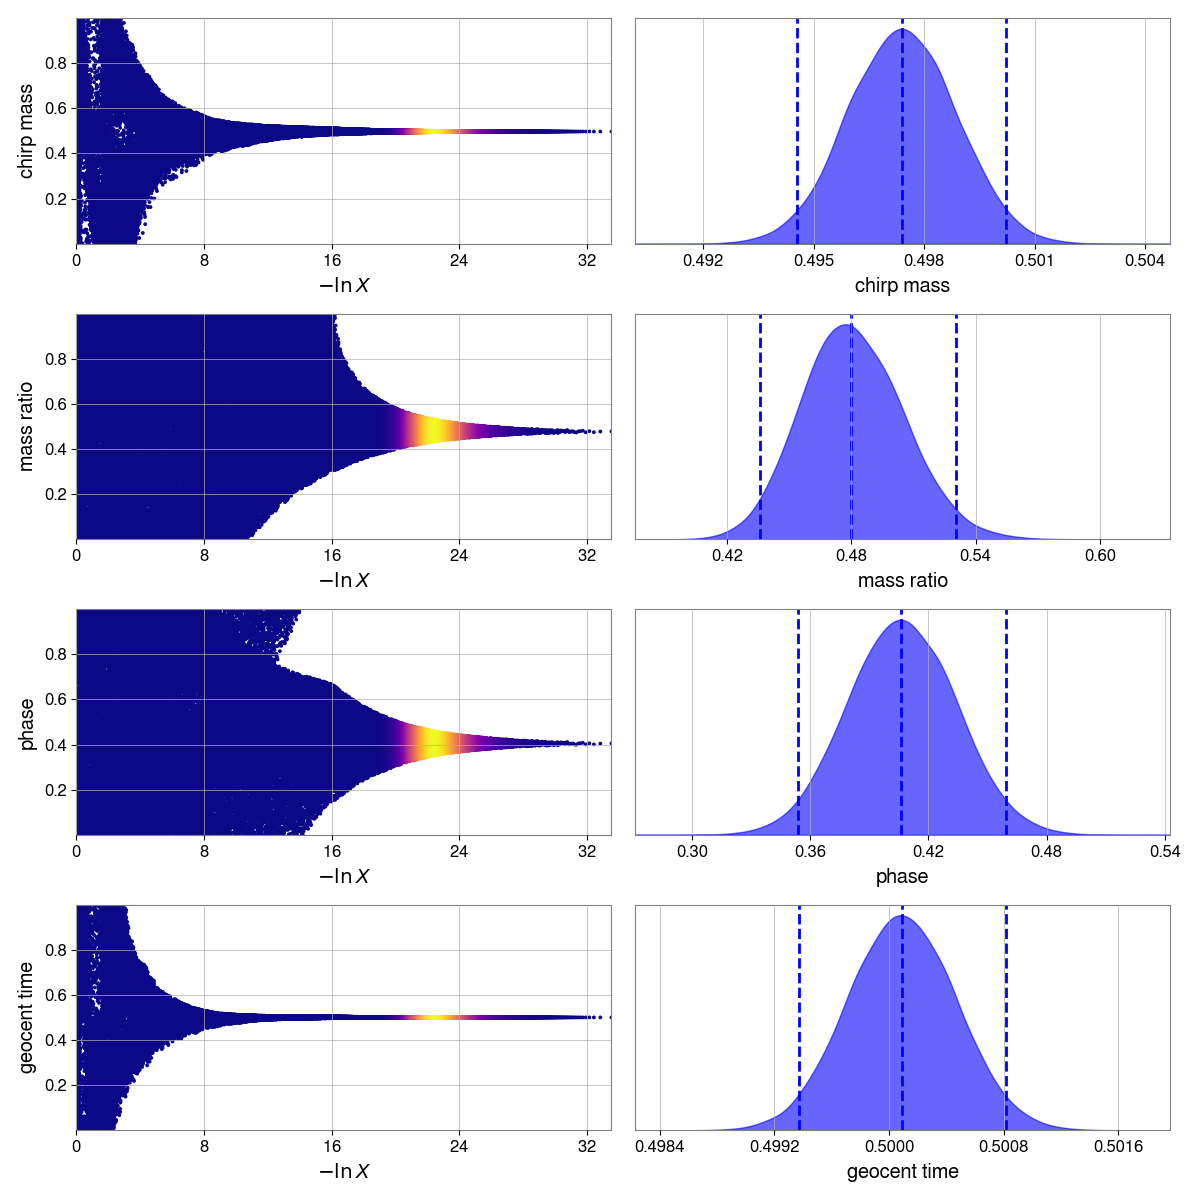 0.8
0.6
0.4
0.2
chirp mass
0 8 16 24 32
−ln X
0.492 0.495 0.498 0.501 0.504
chirp mass
0.8
0.6
0.4
0.2
mass ratio
0 8 16 24 32
−ln X
0.42 0.48 0.54 0.60
mass ratio
0.8
0.6
0.4
0.2
phase
0 8 16 24 32
−ln X
0.30 0.36 0.42 0.48 0.54
phase
0.8
0.6
0.4
0.2
geocent time
0 8 16 24 32
−ln X
0.4984 0.4992 0.5000 0.5008 0.5016
geocent time